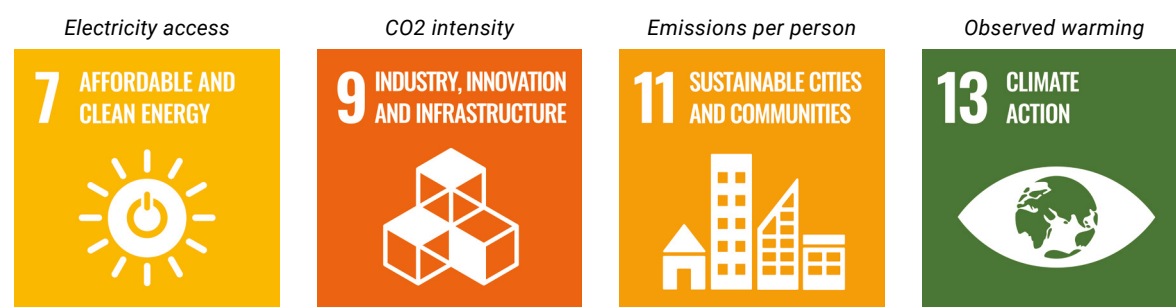 Electricity access
CO2 intensity
Emissions per person
Observed warming
7 AFFORDABLE AND
CLEAN ENERGY
9 INDUSTRY, INNOVATION
AND INFRASTRUCTURE
11 SUSTAINABLE CITIES
AND COMMUNITIES
13 CLIMATE
ACTION